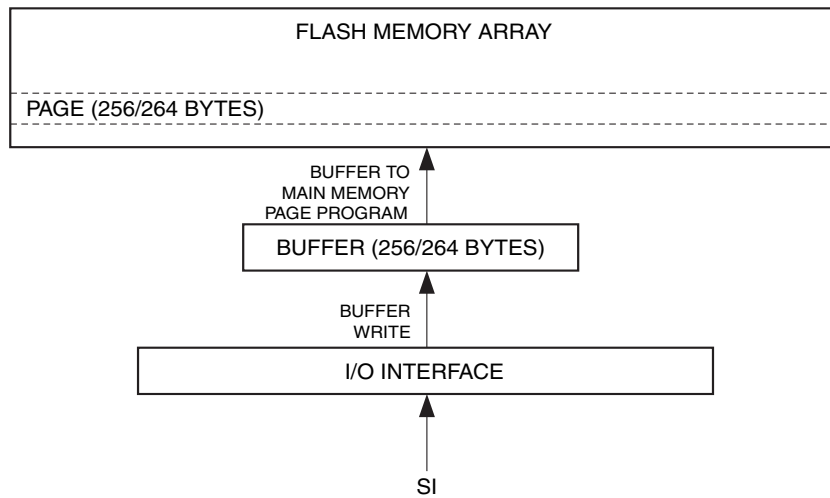 FLASH MEMORY ARRAY
PAGE (256/264 BYTES)
BUFFER TO
MAIN MEMORY
PAGE PROGRAM
BUFFER (256/264 BYTES)
BUFFER
WRITE
I/O INTERFACE
SI